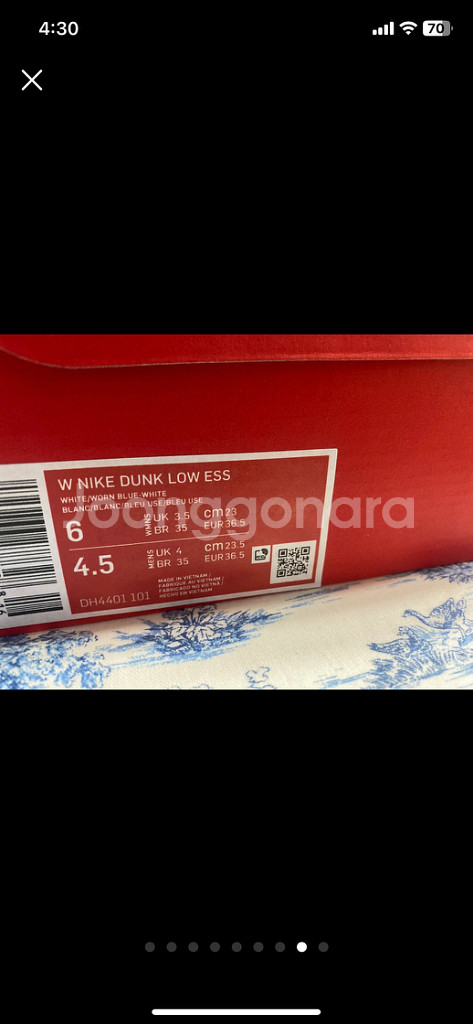 4:30
70
W NIKE DUNK LOW ESS
WHITE/WORN BLUE-WHITE
BLANC/BLANC/BLEU USE/BLEU USE
6 WMNS UK 3.5 cm 23
BR 35 EUR 36.5
4.5 MENS UK 4 cm 23.5
BR 35 EUR 36.5
MADE IN VIETNAM /
FABRIQUE AU VIETNAM /
FABRICADO NO VIETNÃ /
HECHO EN VIETNAM
DH4401 101
joonggonara